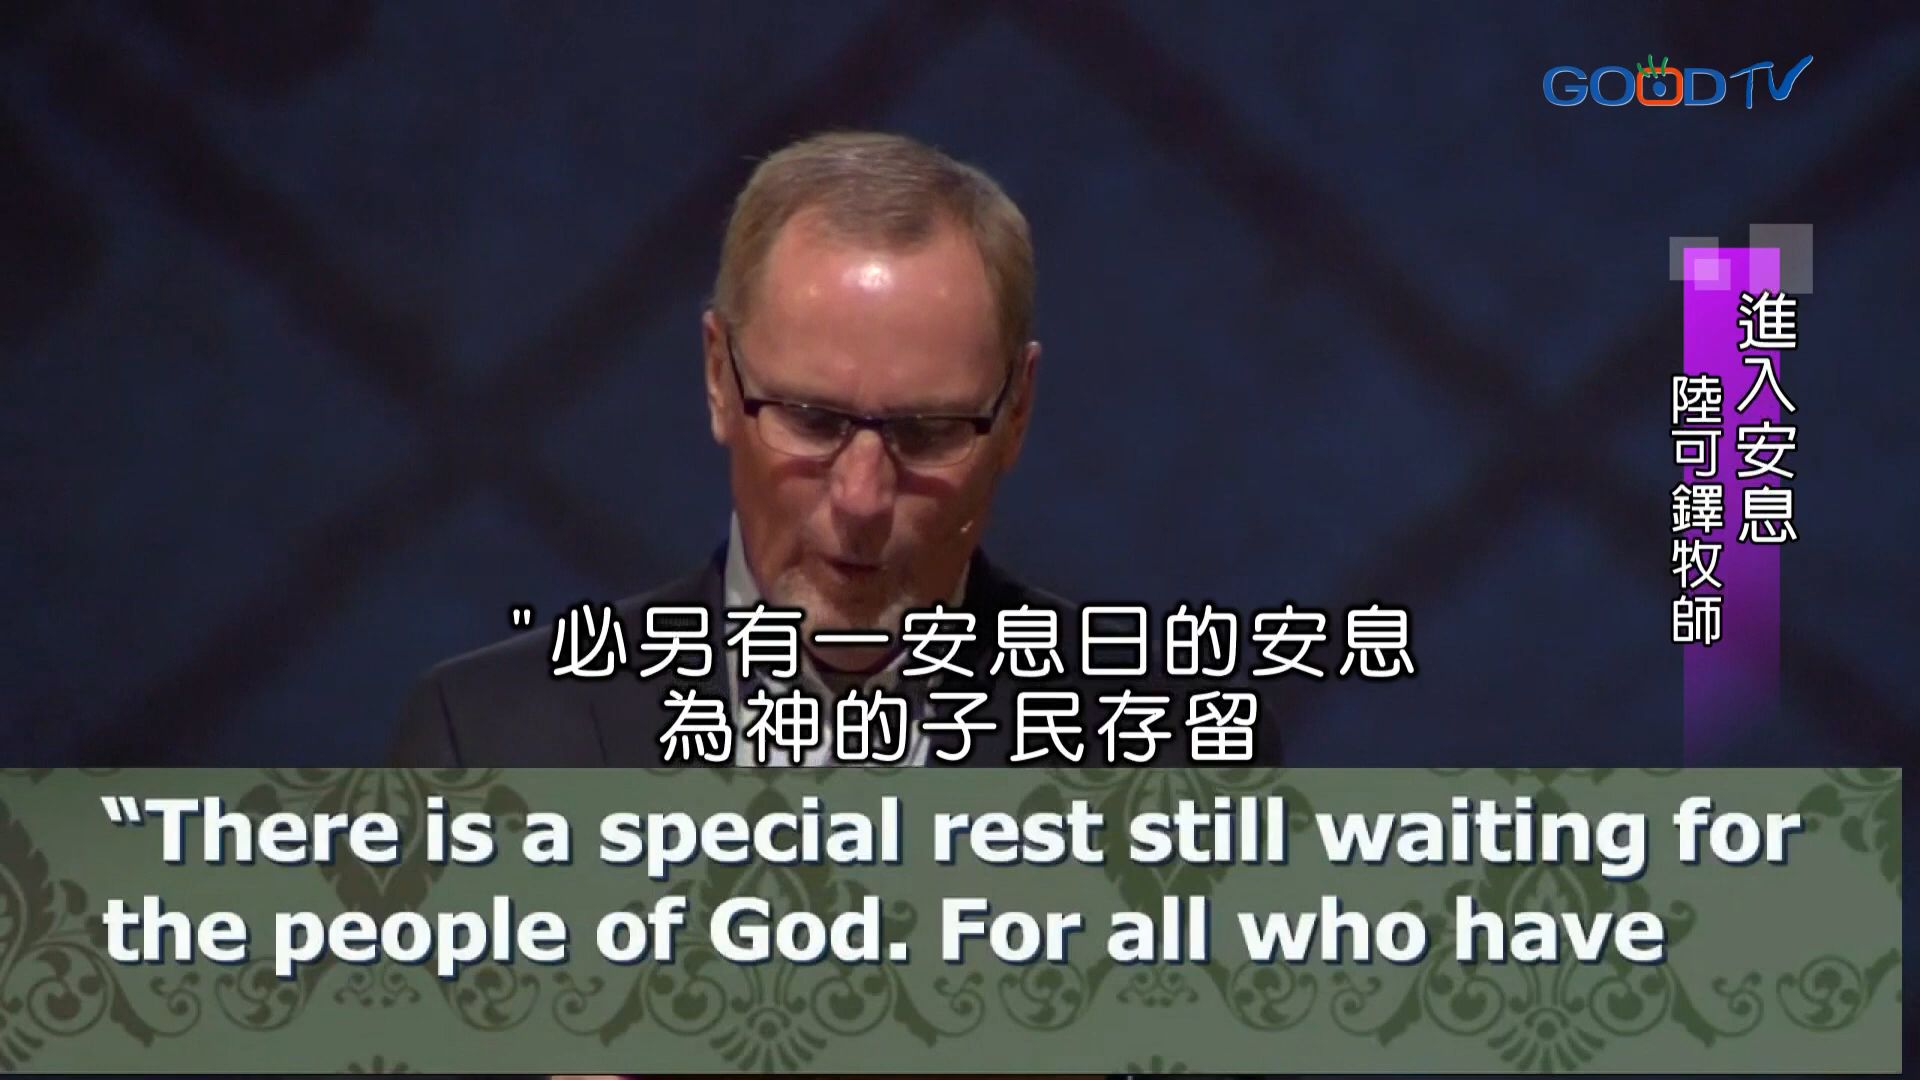 GOOD TV
進入安息
陸可鐸牧師
"必另有一安息日的安息
為神的子民存留
“There is a special rest still waiting for
the people of God. For all who have